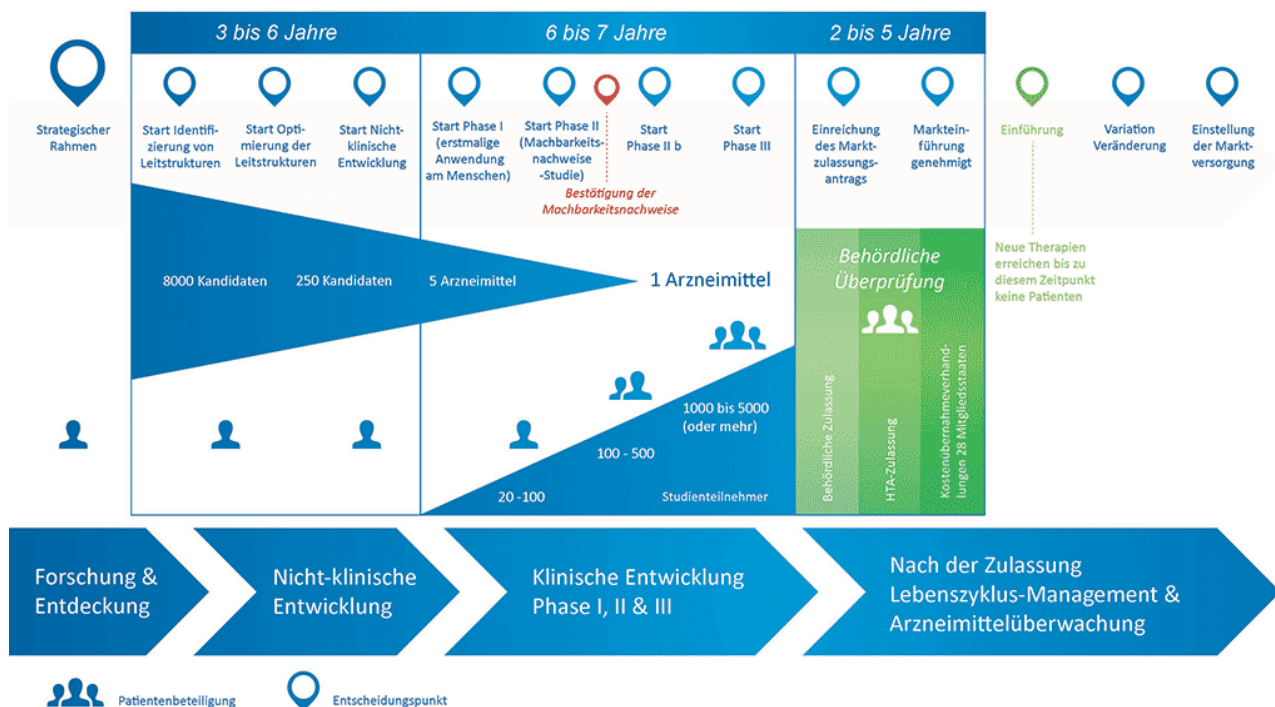 3 bis 6 Jahre
6 bis 7 Jahre
2 bis 5 Jahre
Strategischer
Rahmen
Start Identifi-
zierung von
Leitstrukturen
Start Opti-
mierung der
Leitstrukturen
Start Nicht-
klinische
Entwicklung
Start Phase I
(erstmalige
Anwendung
am Menschen)
Start Phase II
(Machbarkeits-
nachweise
-Studie)
Start
Phase II b
Start
Phase III
Einreichung
des Markt-
zulassungs-
antrags
Marktein-
führung
genehmigt
Einführung
Variation
Veränderung
Einstellung
der Markt-
versorgung
Bestätigung der
Machbarkeitsnachweise
8000 Kandidaten
250 Kandidaten
5 Arzneimittel
1 Arzneimittel
Behördliche
Überprüfung
Neue Therapien
erreichen bis zu
diesem Zeitpunkt
keine Patienten
20 -100
100 - 500
1000 bis 5000
(oder mehr)
Studienteilnehmer
Behördliche Zulassung
HTA-Zulassung
Kostenübernahmeverhand-
lungen 28 Mitgliedsstaaten
Forschung &
Entdeckung
Nicht-klinische
Entwicklung
Klinische Entwicklung
Phase I, II & III
Nach der Zulassung
Lebenszyklus-Management &
Arzneimittelüberwachung
Patientenbeteiligung
Entscheidungspunkt